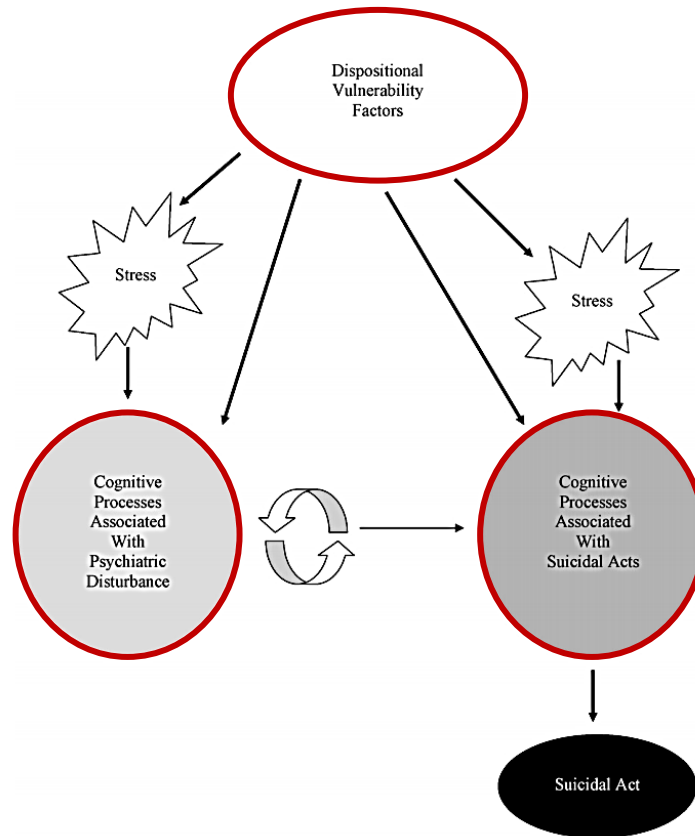 Dispositional
Vulnerability
Factors
Stress
Stress
Cognitive
Processes
Associated
With
Psychiatric
Disturbance
Cognitive
Processes
Associated
With
Suicidal Acts
Suicidal Act